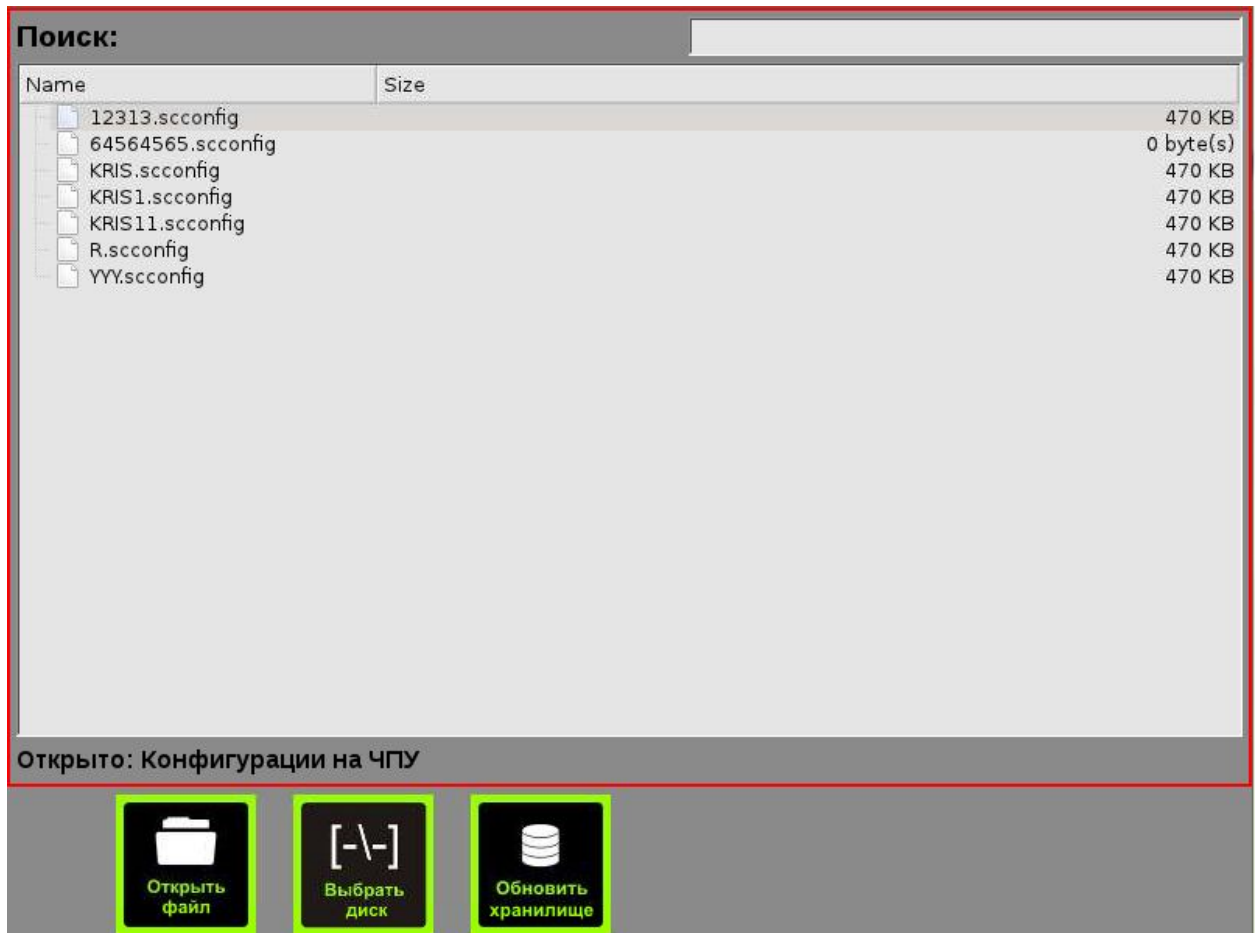 Поиск:
Name Size
12313.scconfig 470 KB
64564565.scconfig 0 byte(s)
KRIS.scconfig 470 KB
KRIS1.scconfig 470 KB
KRIS11.scconfig 470 KB
R.scconfig 470 KB
YYY.scconfig 470 KB
Открыто: Конфигурации на ЧПУ
[-\-]
Открыть
файл
Выбрать
диск
Обновить
хранилище